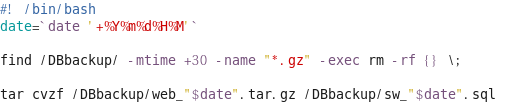 #! /bin/bash
date=`date '+%Y%m%d%H%M'`
find /DBbackup/ -mtime +30 -name "*.gz" -exec rm -rf {} \;
tar cvzf /DBbackup/web_"$date".tar.gz /DBbackup/sw_"$date".sql